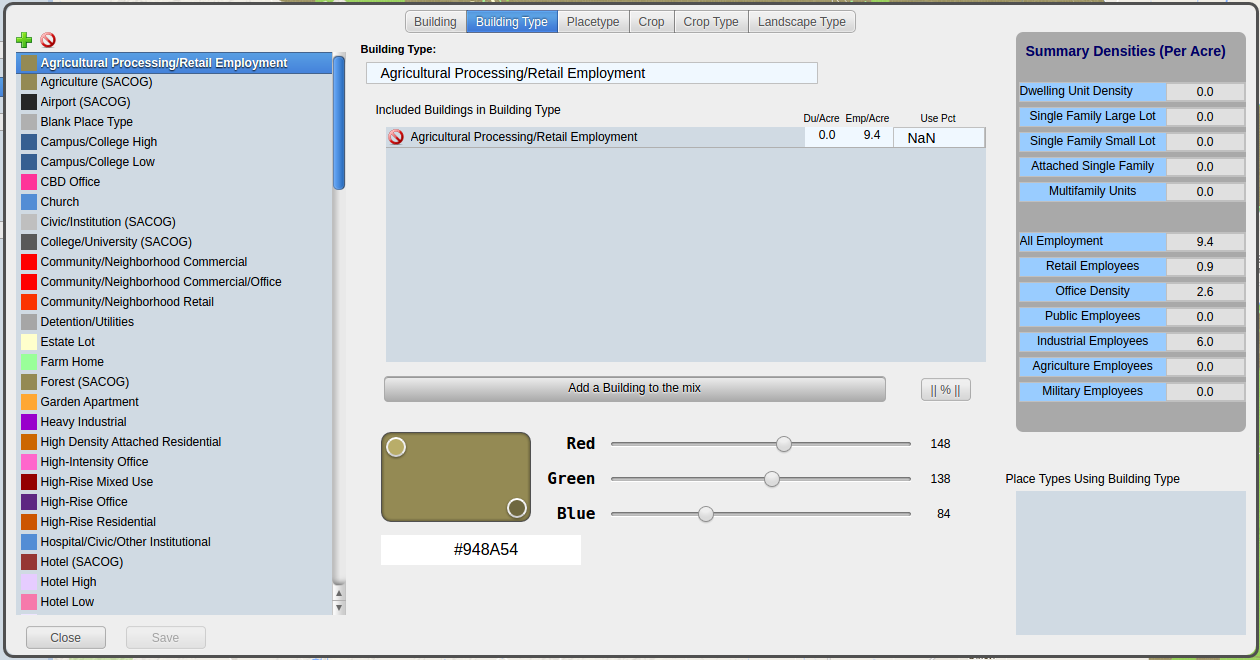 Building Building Type Placetype Crop Crop Type Landscape Type
Agricultural Processing/Retail Employment
Agriculture (SACOG)
Airport (SACOG)
Blank Place Type
Campus/College High
Campus/College Low
CBD Office
Church
Civic/Institution (SACOG)
College/University (SACOG)
Community/Neighborhood Commercial
Community/Neighborhood Commercial/Office
Community/Neighborhood Retail
Detention/Utilities
Estate Lot
Farm Home
Forest (SACOG)
Garden Apartment
Heavy Industrial
High Density Attached Residential
High-Intensity Office
High-Rise Mixed Use
High-Rise Office
High-Rise Residential
Hospital/Civic/Other Institutional
Hotel (SACOG)
Hotel High
Hotel Low
Close Save
Building Type:
Agricultural Processing/Retail Employment
Included Buildings in Building Type
Du/Acre Emp/Acre Use Pct
Agricultural Processing/Retail Employment 0.0 9.4 NaN
Add a Building to the mix || % ||
Red 148
Green 138
Blue 84
#948A54
Summary Densities (Per Acre)
Dwelling Unit Density 0.0
Single Family Large Lot 0.0
Single Family Small Lot 0.0
Attached Single Family 0.0
Multifamily Units 0.0
All Employment 9.4
Retail Employees 0.9
Office Density 2.6
Public Employees 0.0
Industrial Employees 6.0
Agriculture Employees 0.0
Military Employees 0.0
Place Types Using Building Type